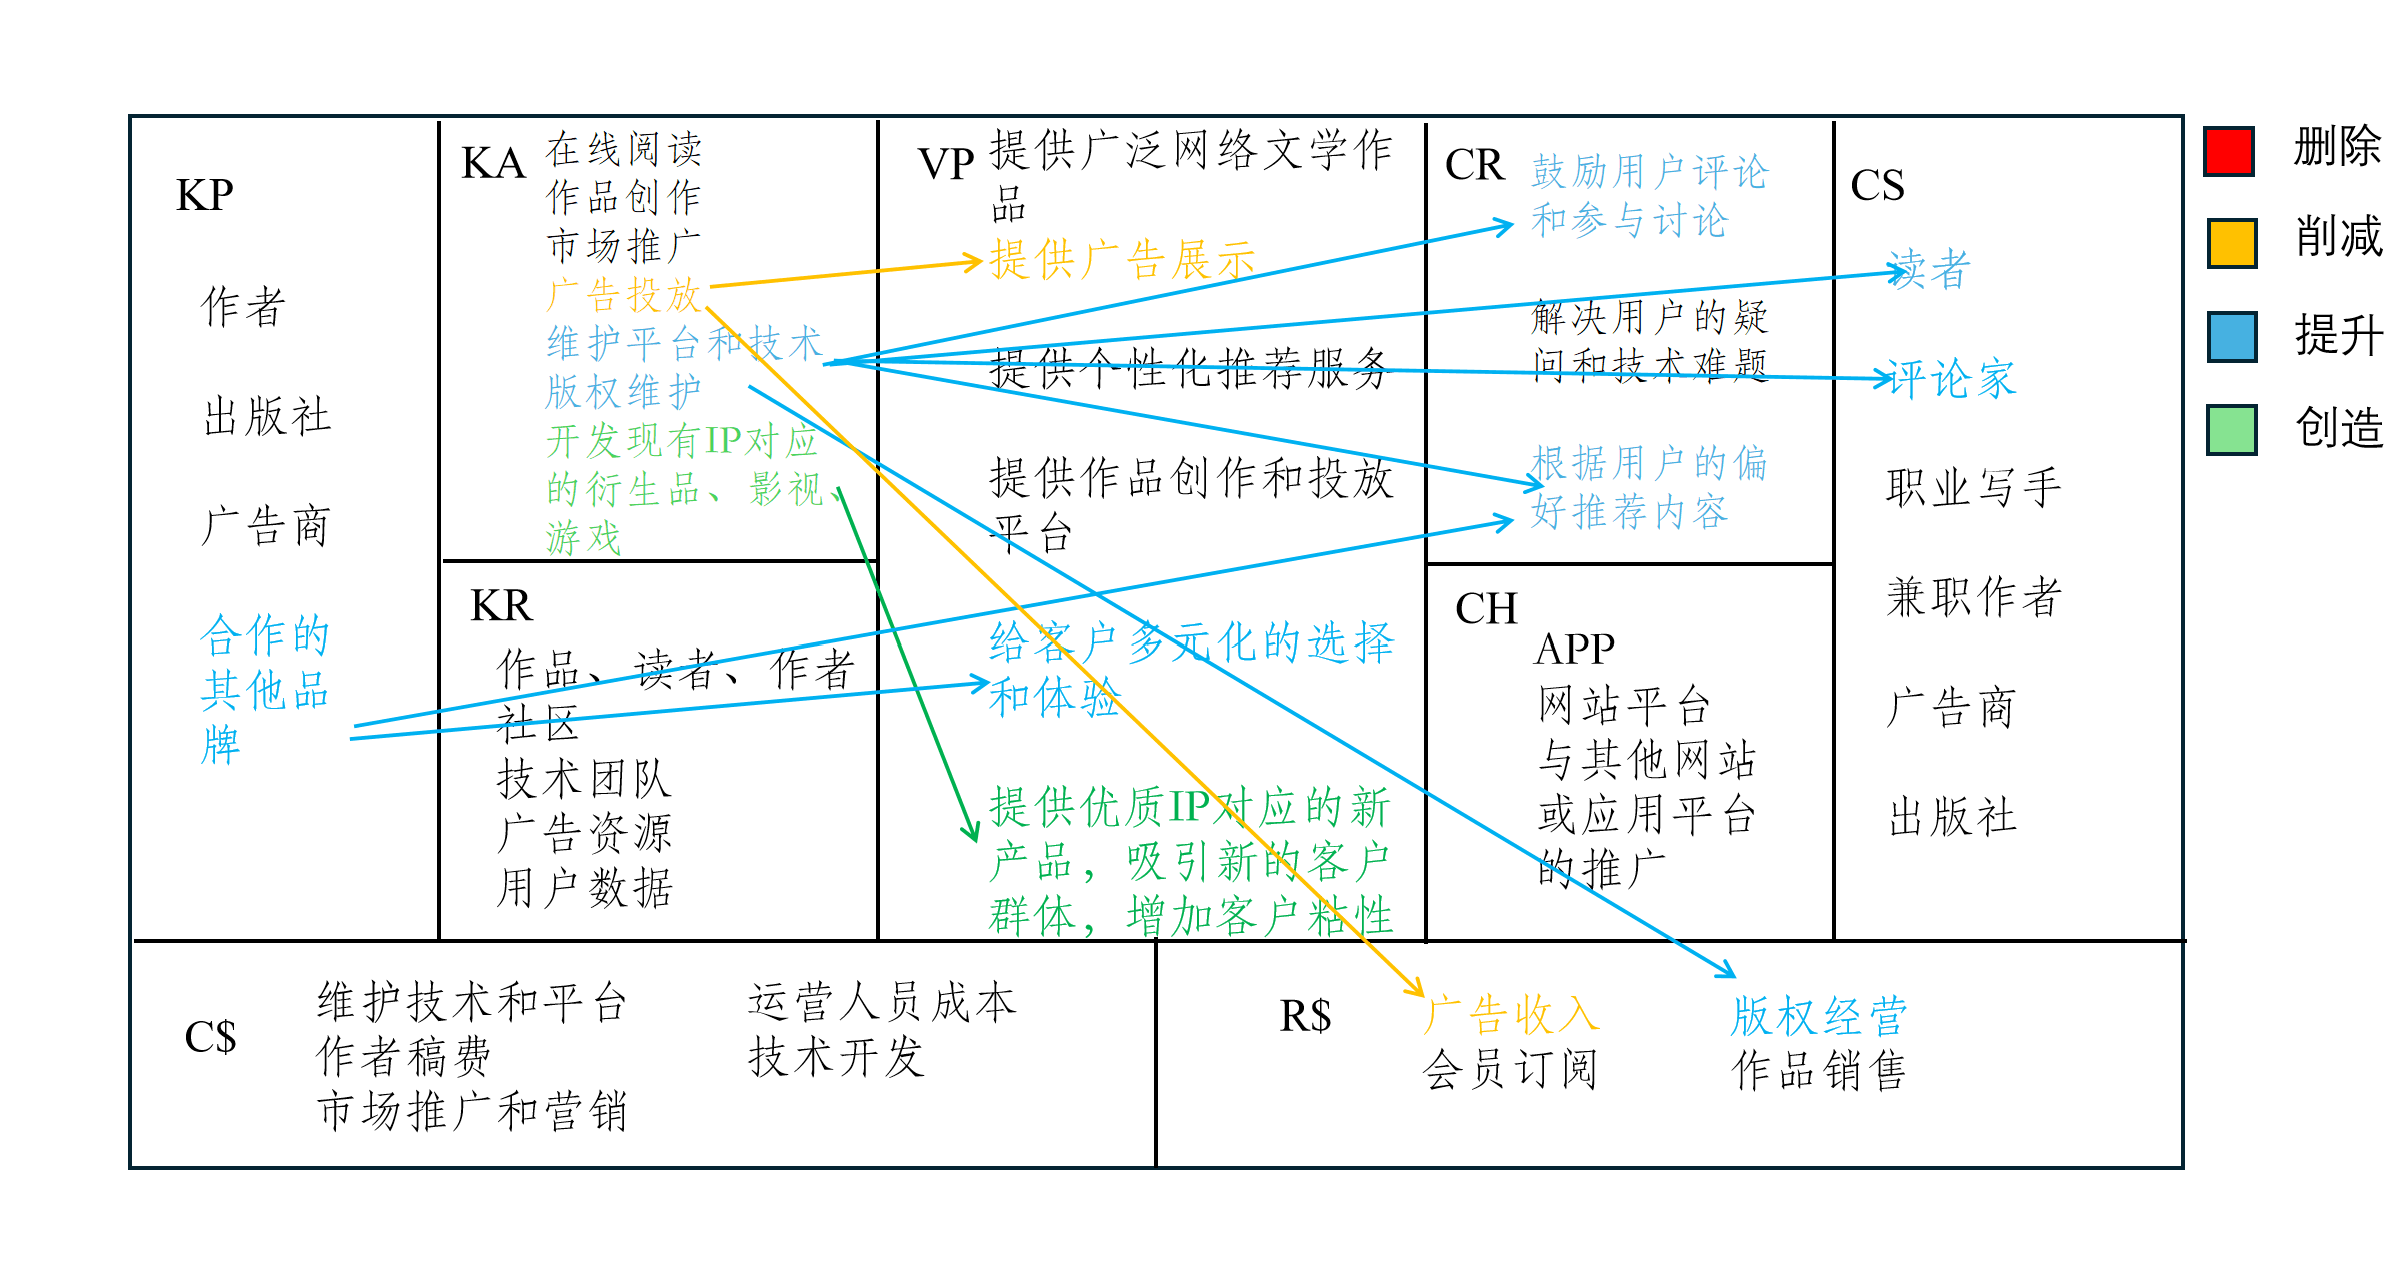 KP
作者
出版社
广告商
合作的
其他品
牌
KA
在线阅读
作品创作
市场推广
广告投放
维护平台和技术
版权维护
开发现有IP对应
的衍生品、影视、
游戏
KR
作品、读者、作者
社区
技术团队
广告资源
用户数据
VP
提供广泛网络文学作
品
提供广告展示
提供个性化推荐服务
提供作品创作和投放
平台
给客户多元化的选择
和体验
提供优质IP对应的新
产品，吸引新的客户
群体，增加客户粘性
CR
鼓励用户评论
和参与讨论
解决用户的疑
问和技术难题
根据用户的偏
好推荐内容
CH
APP
网站平台
与其他网站
或应用平台
的推广
CS
读者
评论家
职业写手
兼职作者
广告商
出版社
C$
维护技术和平台
作者稿费
市场推广和营销
运营人员成本
技术开发
R$
广告收入
会员订阅
版权经营
作品销售
删除
削减
提升
创造